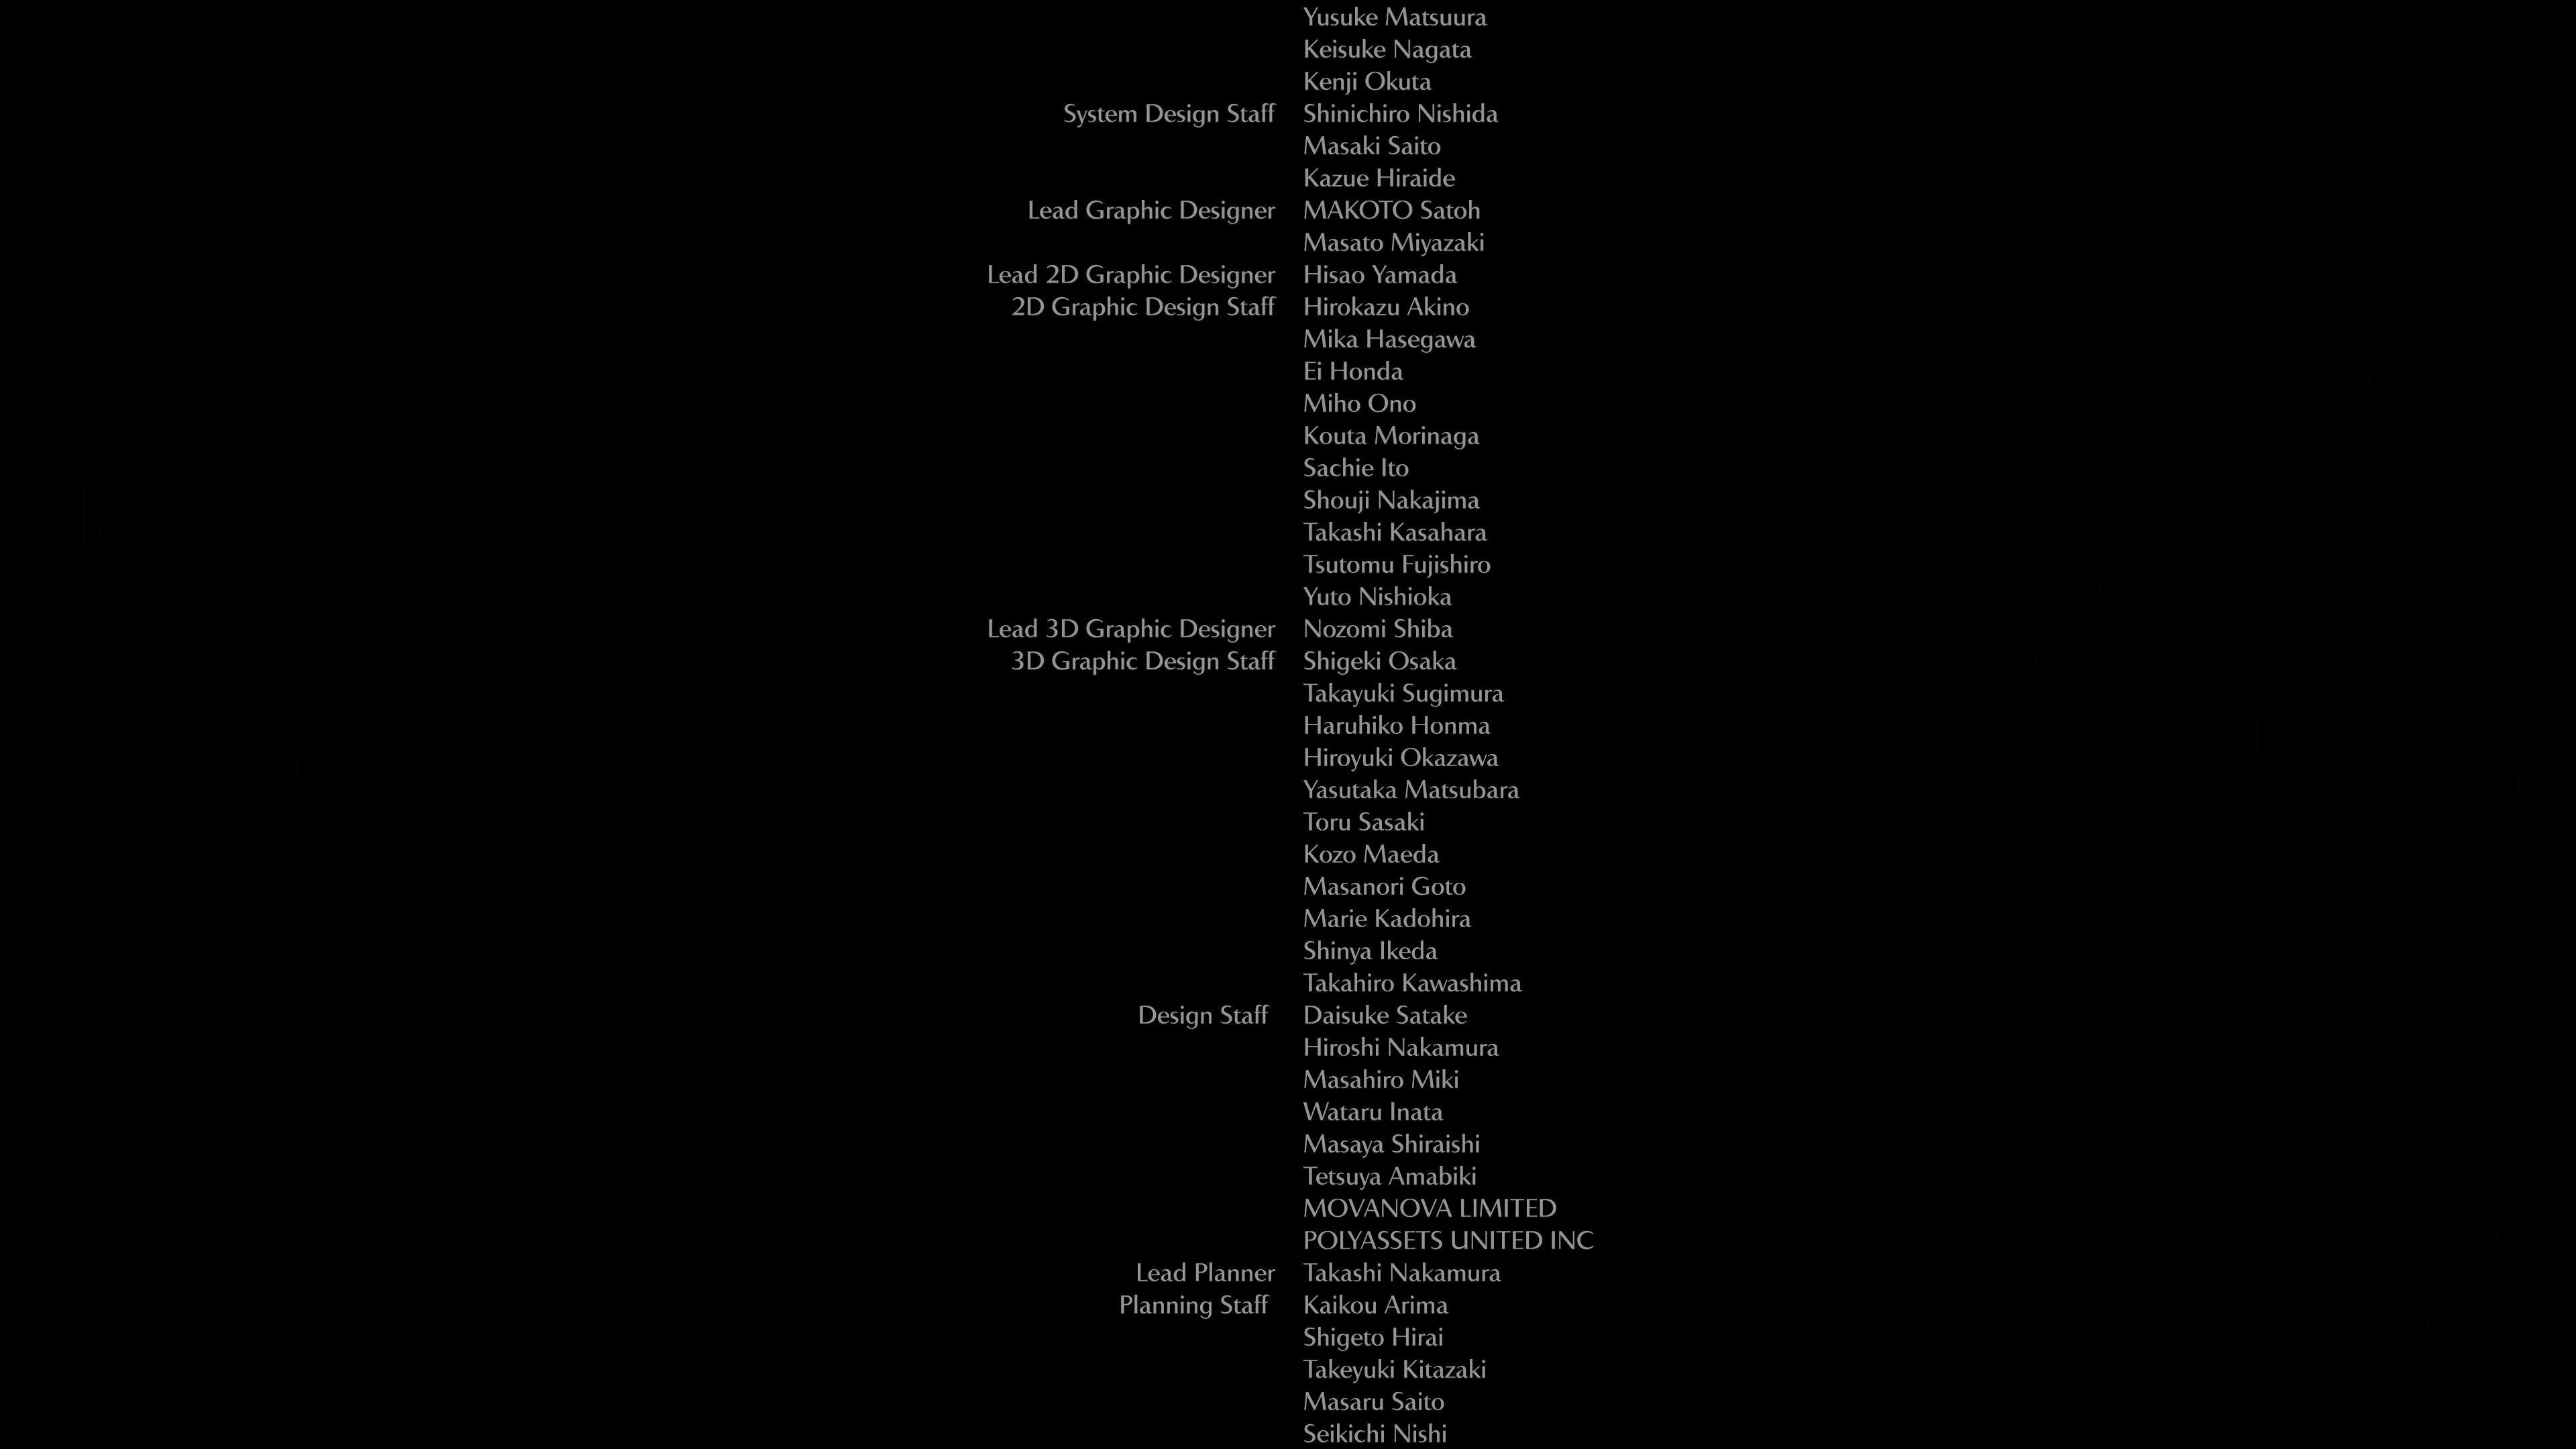 Yusuke Matsuura
Keisuke Nagata
Kenji Okuta
System Design Staff Shinichiro Nishida
Masaki Saito
Kazue Hiraide
Lead Graphic Designer MAKOTO Satoh
Masato Miyazaki
Lead 2D Graphic Designer Hisao Yamada
2D Graphic Design Staff Hirokazu Akino
Mika Hasegawa
Ei Honda
Miho Ono
Kouta Morinaga
Sachie Ito
Shouji Nakajima
Takashi Kasahara
Tsutomu Fujishiro
Yuto Nishioka
Lead 3D Graphic Designer Nozomi Shiba
3D Graphic Design Staff Shigeki Osaka
Takayuki Sugimura
Haruhiko Honma
Hiroyuki Okazawa
Yasutaka Matsubara
Toru Sasaki
Kozo Maeda
Masanori Goto
Marie Kadohira
Shinya Ikeda
Takahiro Kawashima
Design Staff Daisuke Satake
Hiroshi Nakamura
Masahiro Miki
Wataru Inata
Masaya Shiraishi
Tetsuya Amabiki
MOVANOVA LIMITED
POLYASSETS UNITED INC
Lead Planner Takashi Nakamura
Planning Staff Kaikou Arima
Shigeto Hirai
Takeyuki Kitazaki
Masaru Saito
Seikichi Nishi